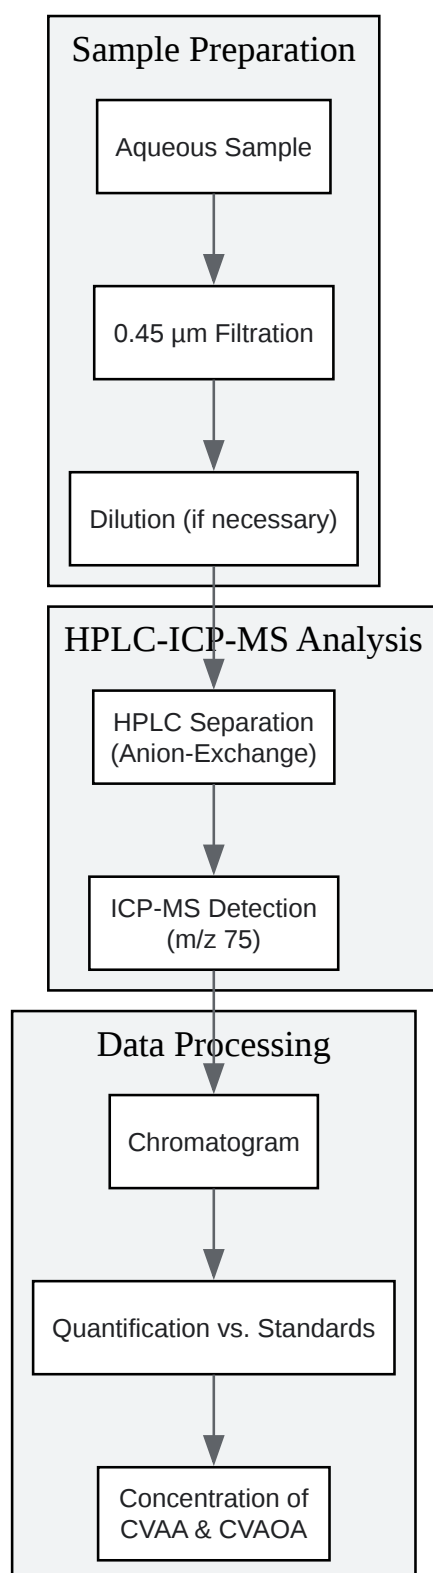 Sample Preparation
Aqueous Sample
0.45 µm Filtration
Dilution (if necessary)
HPLC-ICP-MS Analysis
HPLC Separation
(Anion-Exchange)
ICP-MS Detection
(m/z 75)
Data Processing
Chromatogram
Quantification vs. Standards
Concentration of
CVAA & CVAOA